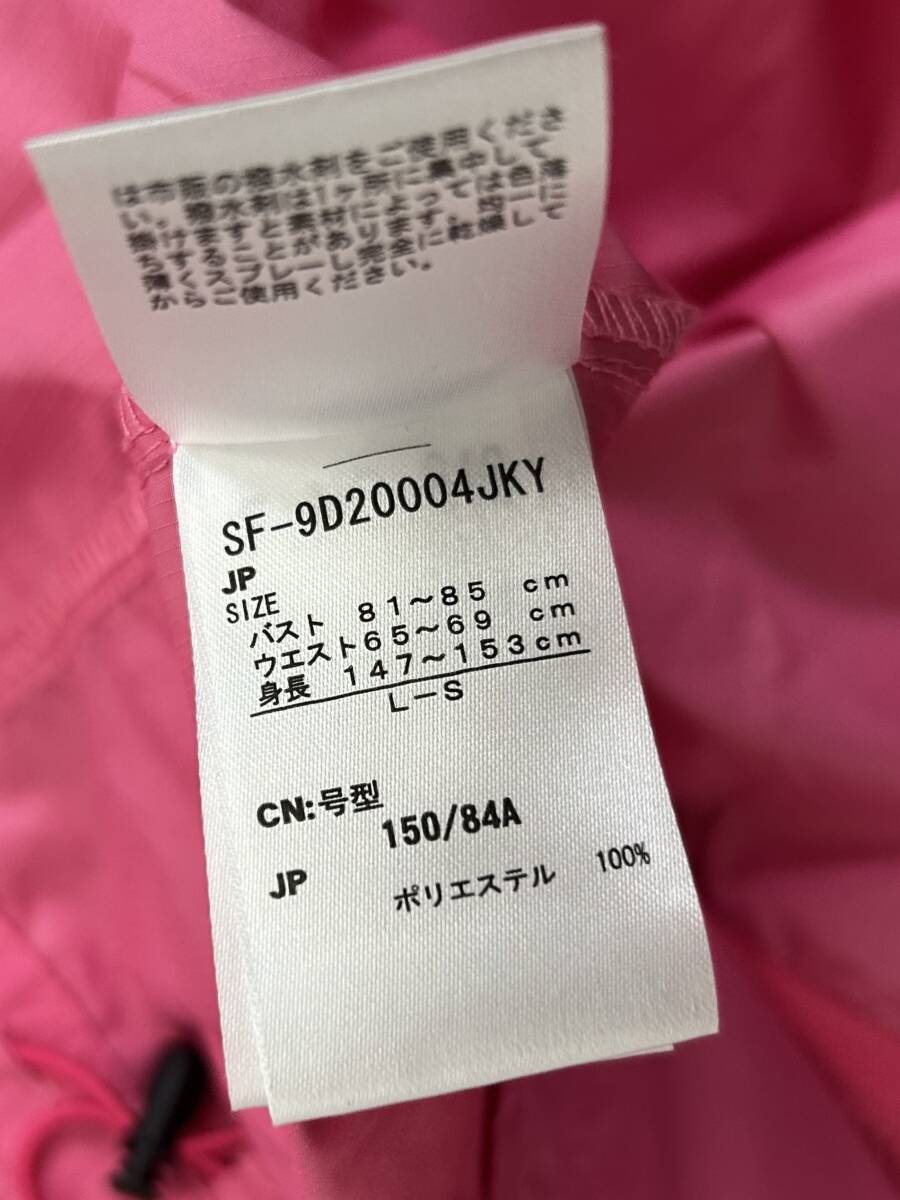 は市販の撥水剤をご使用くださ
い。撥水剤は1ヶ所に集中して
掛けますと素材によっては色落
ちすることがあります。均一に
薄くスプレーし完全に乾燥して
からご使用ください。
SF-9D20004JKY
JP
SIZE
バスト 81～85 cm
ウエスト65～69 cm
身長 147～153cm
L-S
CN:号型
150/84A
JP ポリエステル 100%